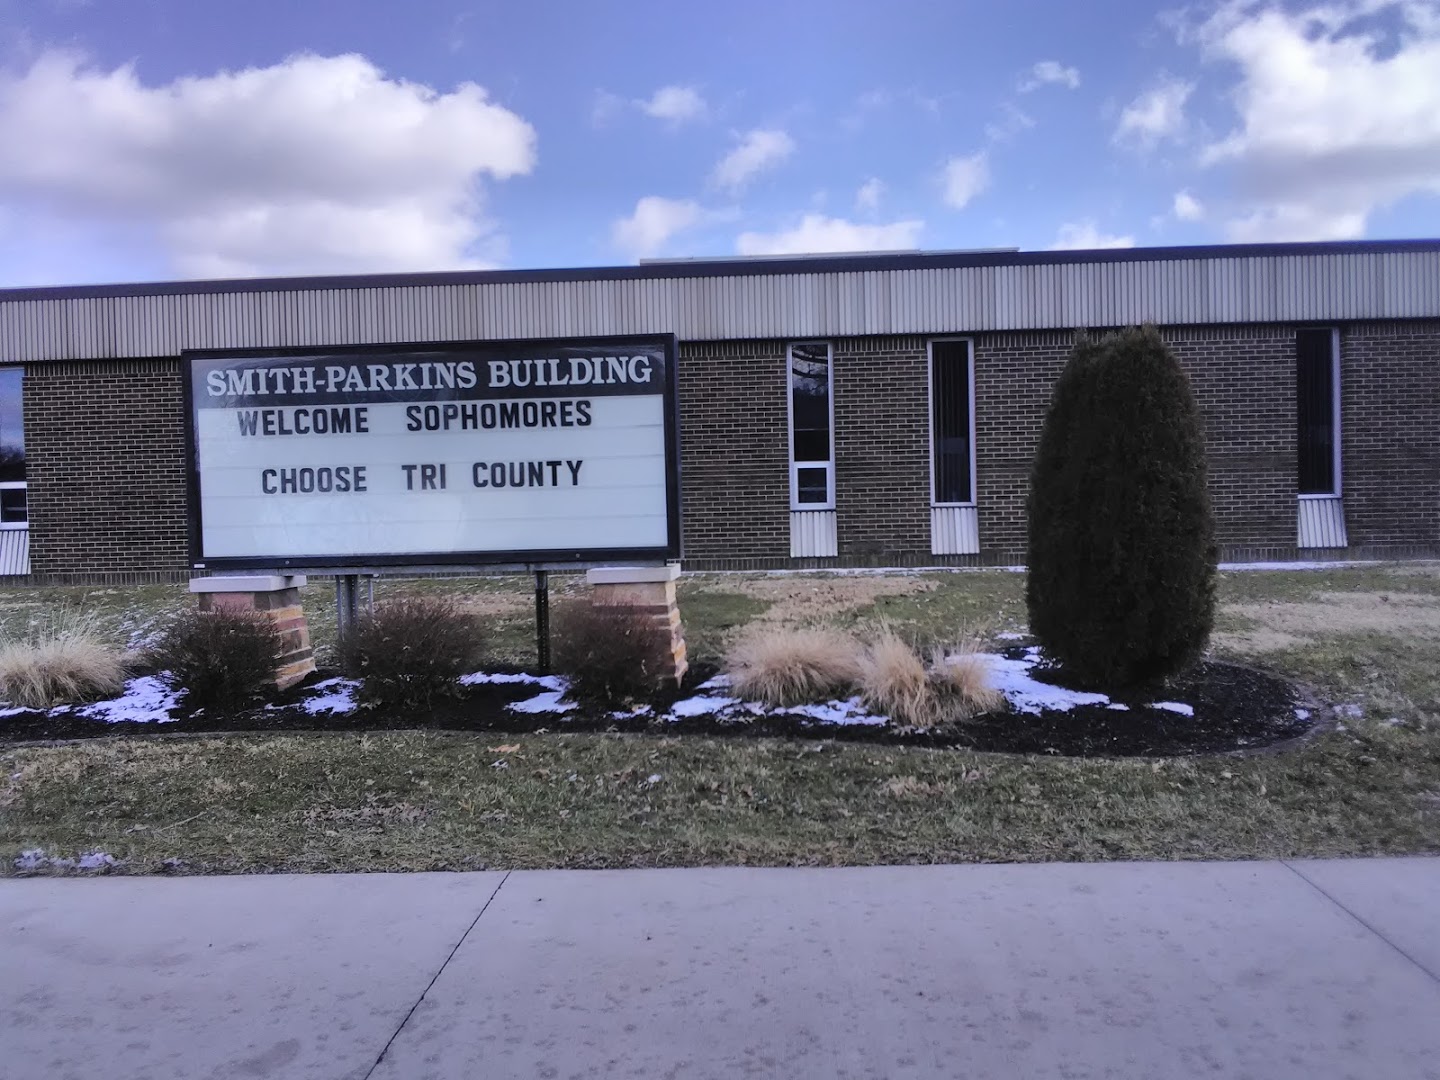 SMITH-PARKINS BUILDING
WELCOME SOPHOMORES
CHOOSE TRI COUNTY